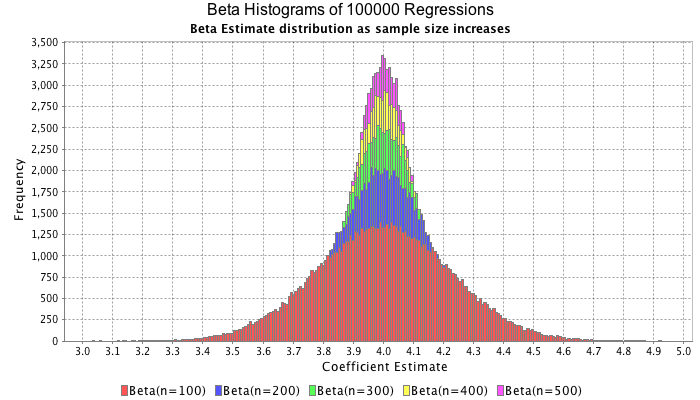 Beta Histograms of 100000 Regressions
Beta Estimate distribution as sample size increases
3,500
3,250
3,000
2,750
2,500
2,250
2,000
1,750
1,500
1,250
1,000
750
500
250
0
Frequency
3.0 3.1 3.2 3.3 3.4 3.5 3.6 3.7 3.8 3.9 4.0 4.1 4.2 4.3 4.4 4.5 4.6 4.7 4.8 4.9 5.0
Coefficient Estimate
Beta(n=100) Beta(n=200) Beta(n=300) Beta(n=400) Beta(n=500)